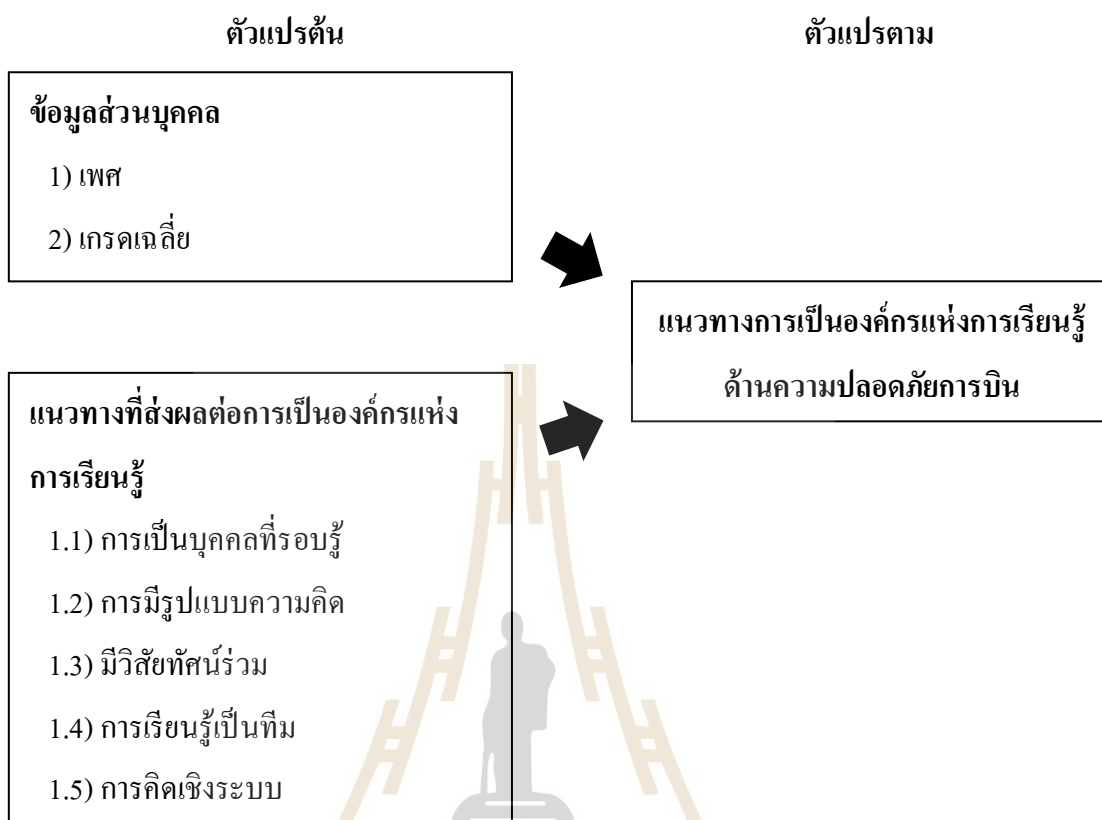 ตัวแปรต้น
ตัวแปรตาม
ข้อมูลส่วนบุคคล
1) เพศ
2) เกรดเฉลี่ย
แนวทางที่ส่งผลต่อการเป็นองค์กรแห่ง
การเรียนรู้
1.1) การเป็นบุคคลที่รอบรู้
1.2) การมีรูปแบบความคิด
1.3) มีวิสัยทัศน์ร่วม
1.4) การเรียนรู้เป็นทีม
1.5) การคิดเชิงระบบ
แนวทางการเป็นองค์กรแห่งการเรียนรู้
ด้านความปลอดภัยการบิน